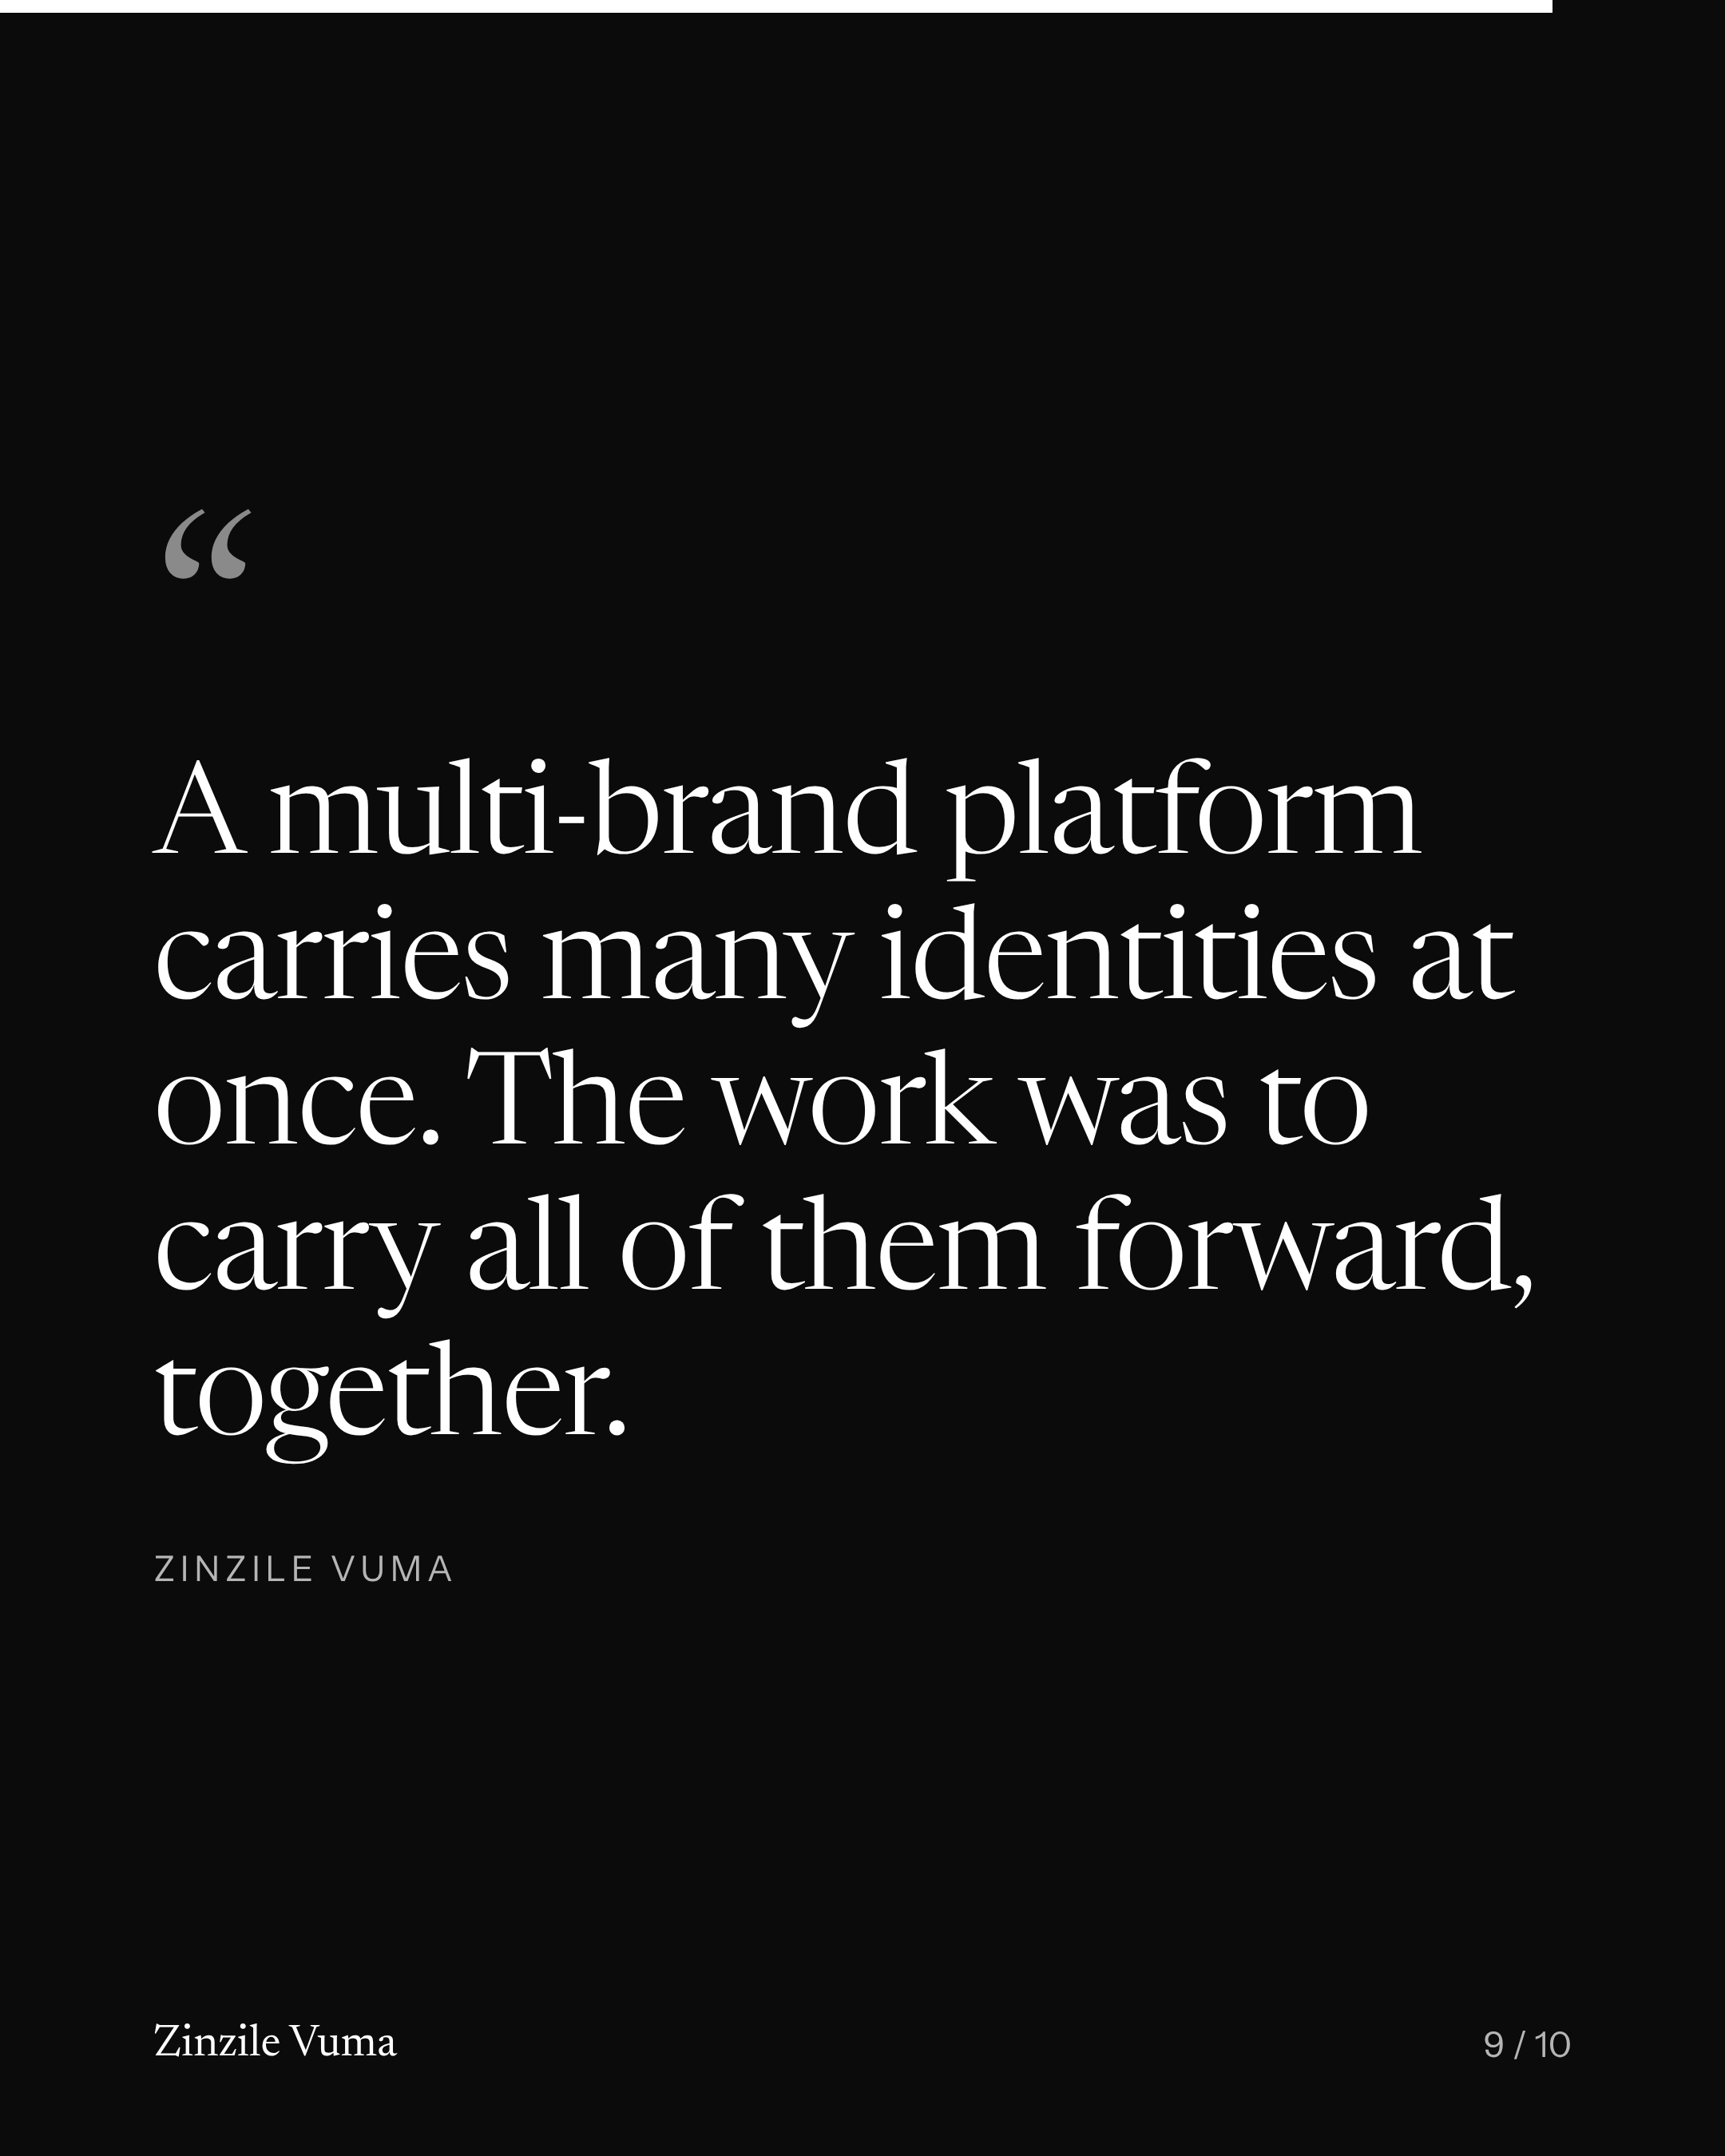 “
A multi-brand platform
carries many identities at
once. The work was to
carry all of them forward,
together.
ZINZILE VUMA
Zinzile Vuma
9 / 10